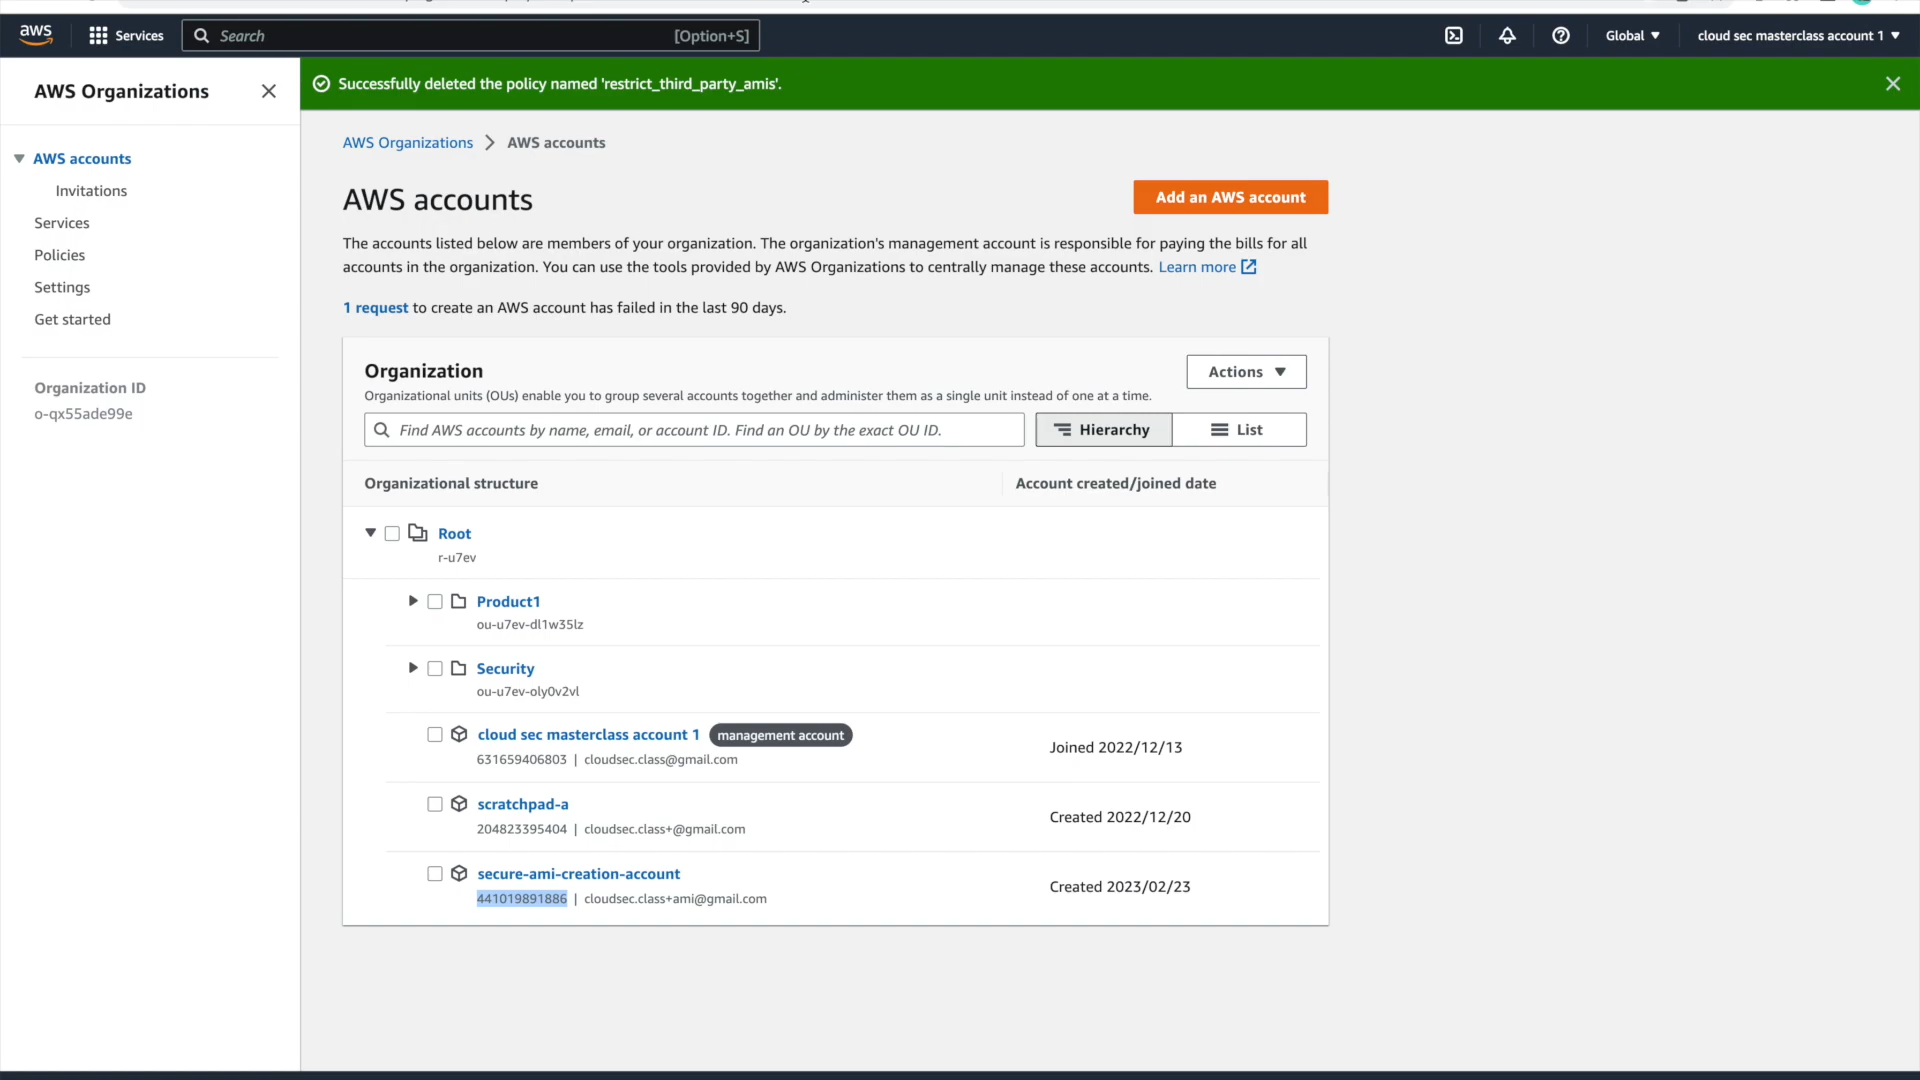 aws
Services
Search
[Option+S]
Global
cloud sec masterclass account 1
AWS Organizations
Successfully deleted the policy named 'restrict_third_party_amis'.
AWS accounts
Invitations
Services
Policies
Settings
Get started
Organization ID
o-qx55ade99e
AWS Organizations
AWS accounts
AWS accounts
Add an AWS account
The accounts listed below are members of your organization. The organization's management account is responsible for paying the bills for all
accounts in the organization. You can use the tools provided by AWS Organizations to centrally manage these accounts. Learn more
1 request to create an AWS account has failed in the last 90 days.
Organization
Actions
Organizational units (OUs) enable you to group several accounts together and administer them as a single unit instead of one at a time.
Find AWS accounts by name, email, or account ID. Find an OU by the exact OU ID.
Hierarchy
List
Organizational structure
Account created/joined date
Root
r-u7ev
Product1
ou-u7ev-dl1w35lz
Security
ou-u7ev-oly0v2vl
cloud sec masterclass account 1
management account
631659406803 | cloudsec.class@gmail.com
Joined 2022/12/13
scratchpad-a
204823395404 | cloudsec.class+@gmail.com
Created 2022/12/20
secure-ami-creation-account
441019891886 | cloudsec.class+ami@gmail.com
Created 2023/02/23